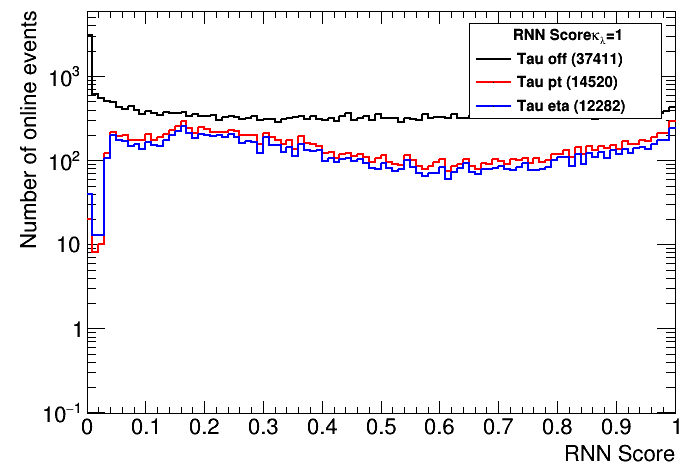 Number of online events
10³
10²
10
1
10⁻¹
RNN Scoreκλ=1
Tau off (37411)
Tau pt (14520)
Tau eta (12282)
0 0.1 0.2 0.3 0.4 0.5 0.6 0.7 0.8 0.9 1
RNN Score